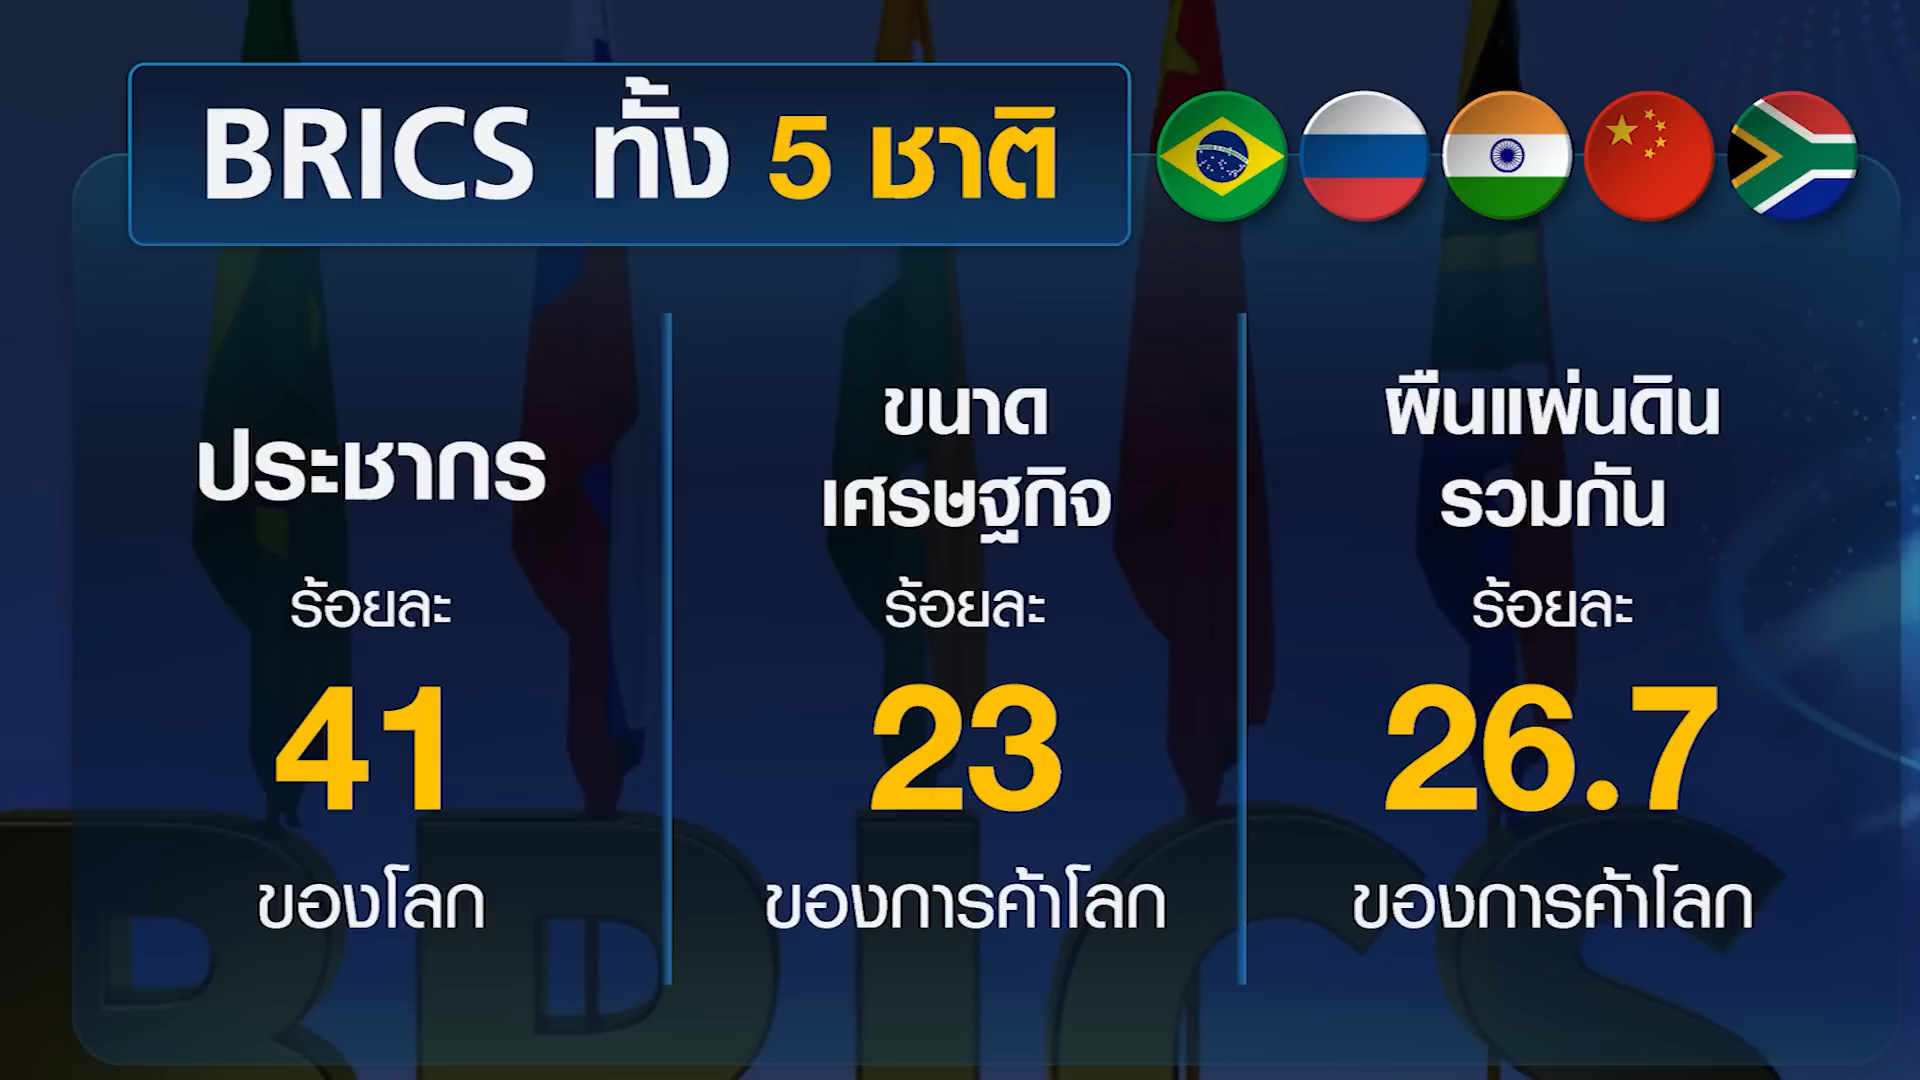 BRICS ทั้ง 5 ชาติ
ประชากร
ร้อยละ
41
ของโลก
ขนาด
เศรษฐกิจ
ร้อยละ
23
ของการค้าโลก
ผืนแผ่นดิน
รวมกัน
ร้อยละ
26.7
ของการค้าโลก
BRICS